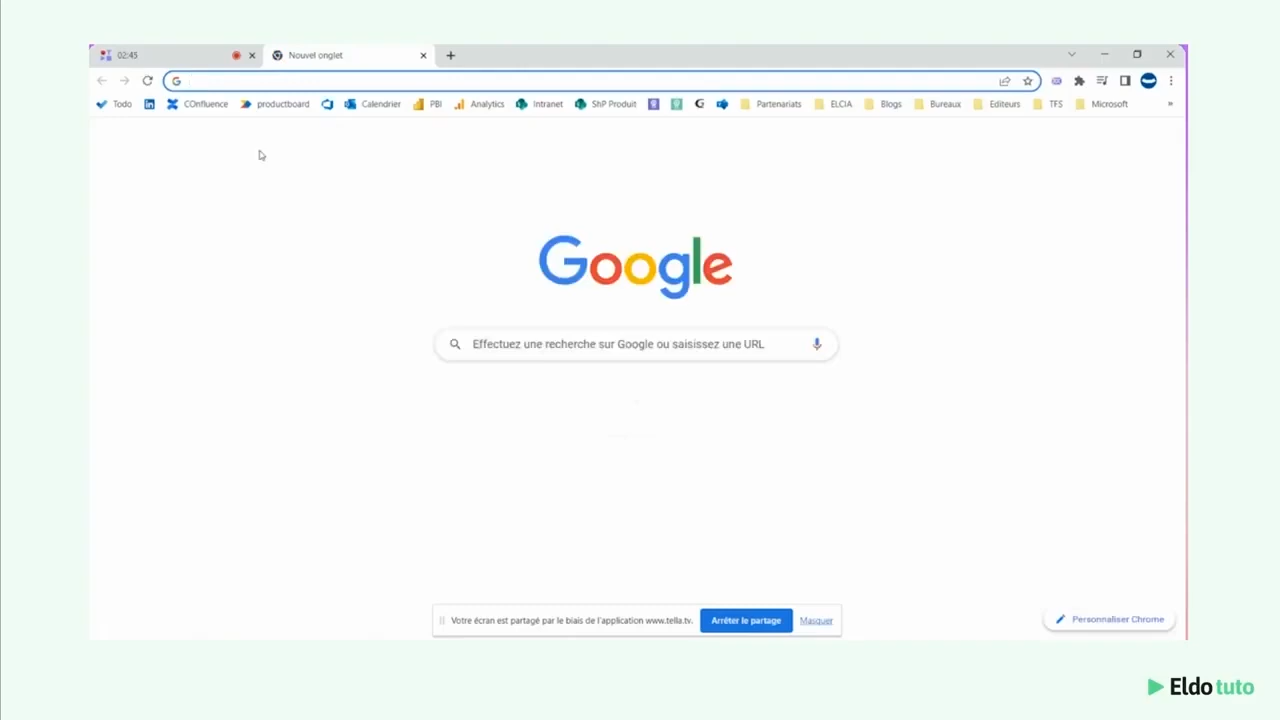 02:45
Nouvel onglet
Todo COnfluence productboard Calendrier PBI Analytics Intranet ShP Produit Partenariats ELCIA Blogs Bureaux Editeurs TFS Microsoft »
Google
Effectuez une recherche sur Google ou saisissez une URL
Votre écran est partagé par le biais de l'application www.tella.tv. Arrêter le partage Masquer
Personnaliser Chrome
Eldo tuto